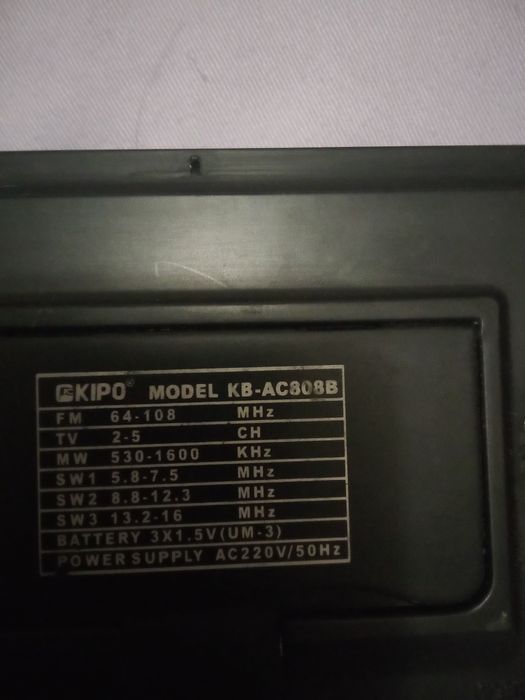 KIPO® MODEL KB-AC808B
FM 64-108 MHz
TV 2-5 CH
MW 530-1600 KHz
SW1 5.8-7.5 MHz
SW2 8.8-12.3 MHz
SW3 13.2-16 MHz
BATTERY 3X1.5V(UM-3)
POWER SUPPLY AC220V/50Hz